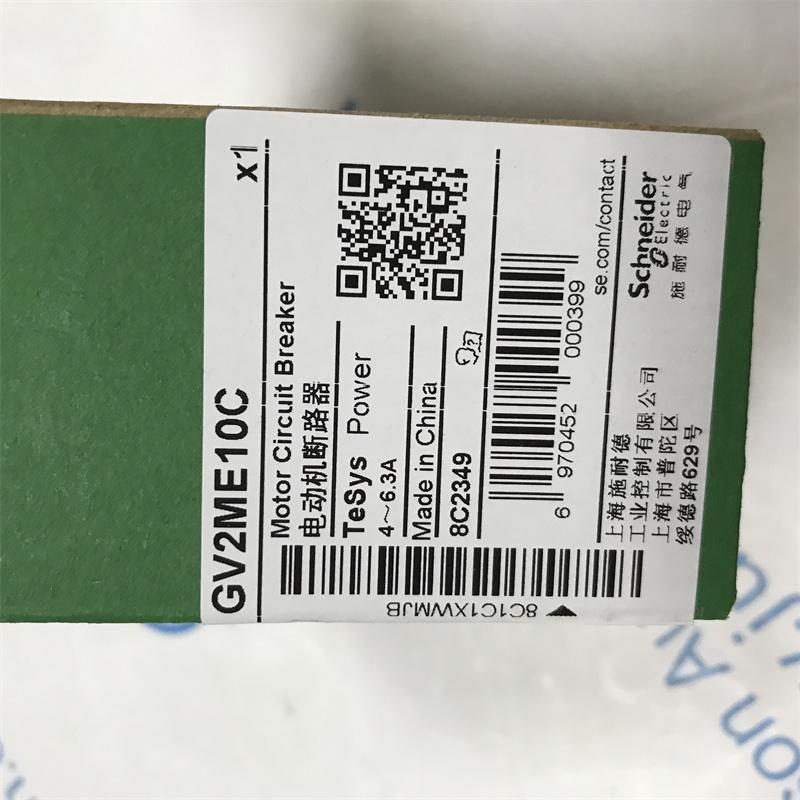 GV2ME10C
x1
Motor Circuit Breaker
电动机断路器
TeSys Power
4～6.3A
Made in China
8C2349
6 970452 000399
se.com/contact
Schneider
Electric
施耐德电气
上海施耐德
工业控制有限公司
上海市普陀区
绥德路629号
8C1C1XWMJB